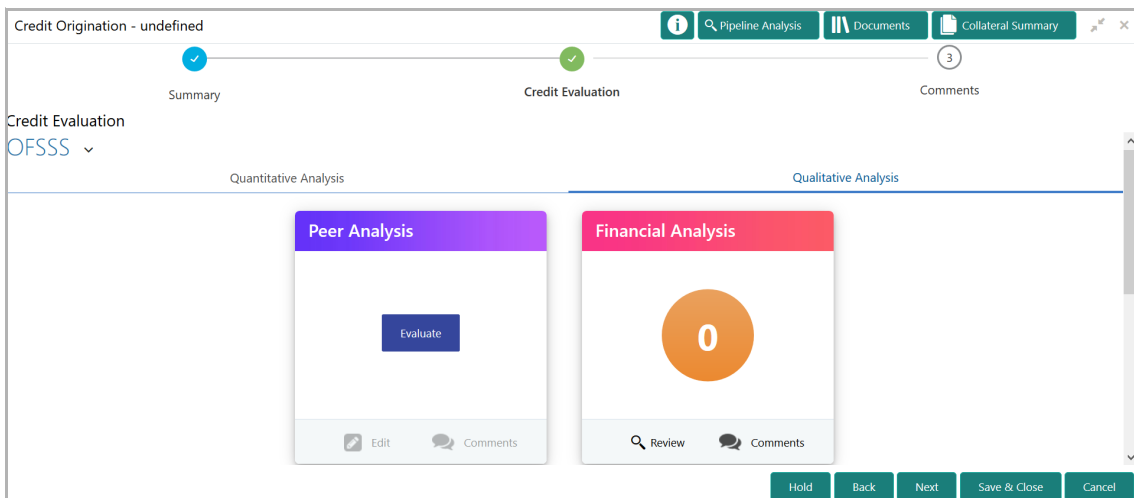 Credit Origination - undefined
i Pipeline Analysis Documents Collateral Summary
3
Summary Credit Evaluation Comments
Credit Evaluation
OFSSS
Quantitative Analysis Qualitative Analysis
Peer Analysis Financial Analysis
Evaluate 0
Edit Comments Review Comments
Hold Back Next Save & Close Cancel